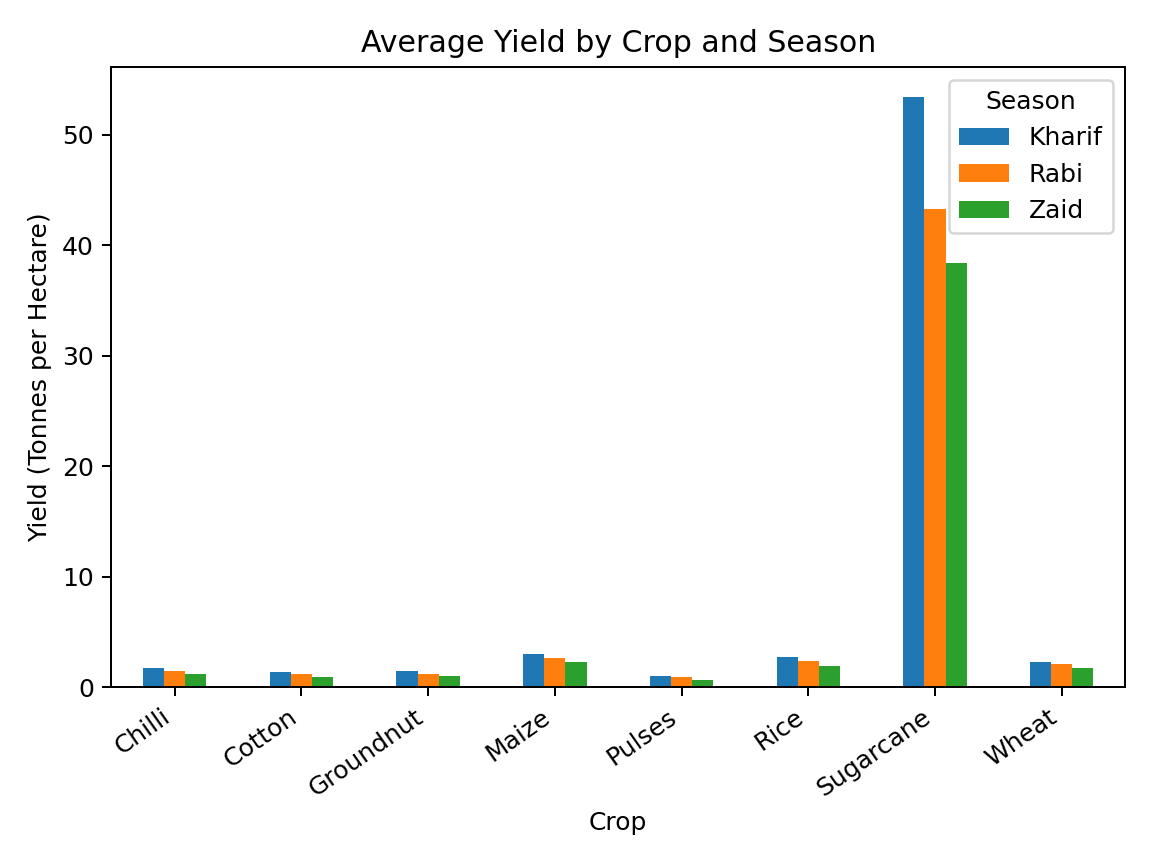 Average Yield by Crop and Season
Yield (Tonnes per Hectare)
50
40
30
20
10
0
Season
Kharif
Rabi
Zaid
Chilli
Cotton
Groundnut
Maize
Pulses
Rice
Sugarcane
Wheat
Crop